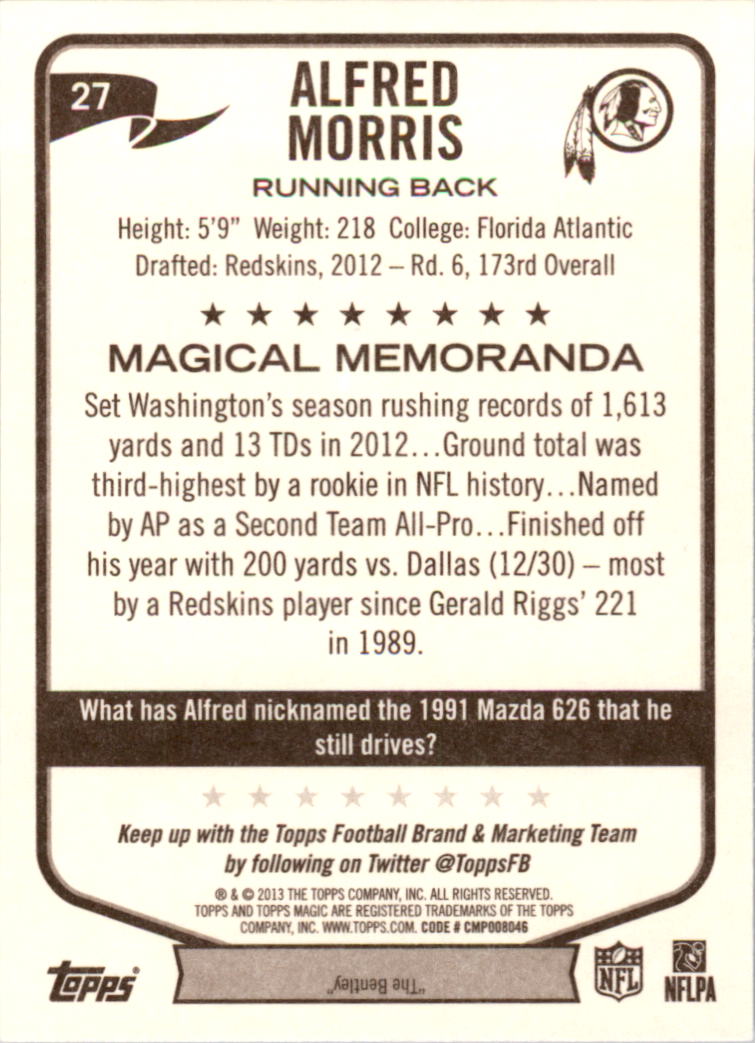 27
ALFRED
MORRIS
RUNNING BACK
Height: 5'9" Weight: 218 College: Florida Atlantic
Drafted: Redskins, 2012 – Rd. 6, 173rd Overall
MAGICAL MEMORANDA
Set Washington's season rushing records of 1,613
yards and 13 TDs in 2012...Ground total was
third-highest by a rookie in NFL history...Named
by AP as a Second Team All-Pro...Finished off
his year with 200 yards vs. Dallas (12/30) – most
by a Redskins player since Gerald Riggs' 221
in 1989.
What has Alfred nicknamed the 1991 Mazda 626 that he
still drives?
Keep up with the Topps Football Brand & Marketing Team
by following on Twitter @ToppsFB
® & © 2013 THE TOPPS COMPANY, INC. ALL RIGHTS RESERVED.
TOPPS AND TOPPS MAGIC ARE REGISTERED TRADEMARKS OF THE TOPPS
COMPANY, INC. WWW.TOPPS.COM. CODE # CMP008046
topps®
"The Bentley"
NFL
NFLPA